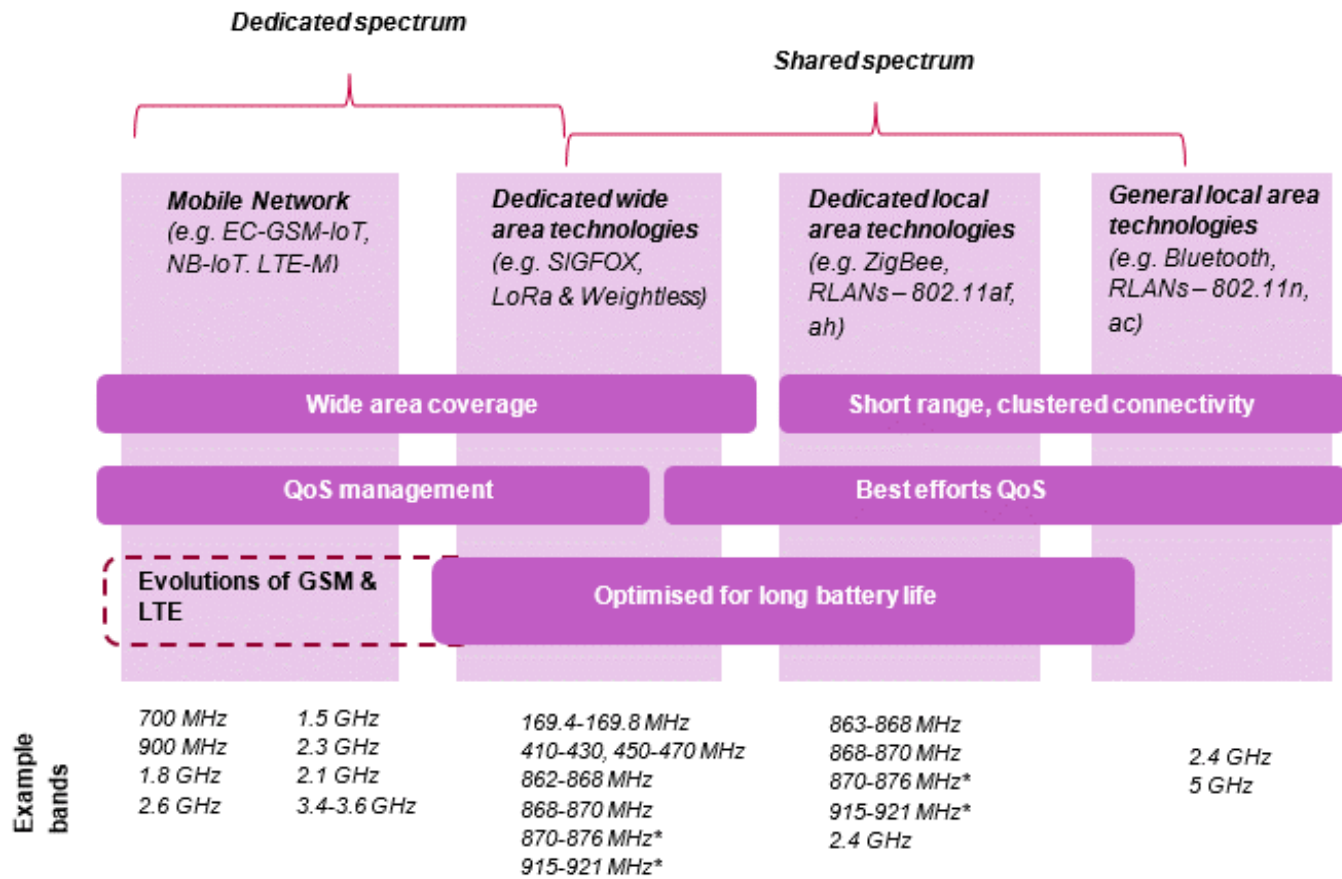 Dedicated spectrum
Shared spectrum
Mobile Network
(e.g. EC-GSM-IoT,
NB-IoT, LTE-M)
Dedicated wide
area technologies
(e.g. SIGFOX,
LoRa & Weightless)
Dedicated local
area technologies
(e.g. ZigBee,
RLANs – 802.11af,
ah)
General local area
technologies
(e.g. Bluetooth,
RLANs – 802.11n,
ac)
Wide area coverage
Short range, clustered connectivity
QoS management
Best efforts QoS
Evolutions of GSM &
LTE
Optimised for long battery life
Example
bands
700 MHz
900 MHz
1.8 GHz
2.6 GHz
1.5 GHz
2.3 GHz
2.1 GHz
3.4-3.6 GHz
169.4-169.8 MHz
410-430, 450-470 MHz
862-868 MHz
868-870 MHz
870-876 MHz*
915-921 MHz*
863-868 MHz
868-870 MHz
870-876 MHz*
915-921 MHz*
2.4 GHz
2.4 GHz
5 GHz